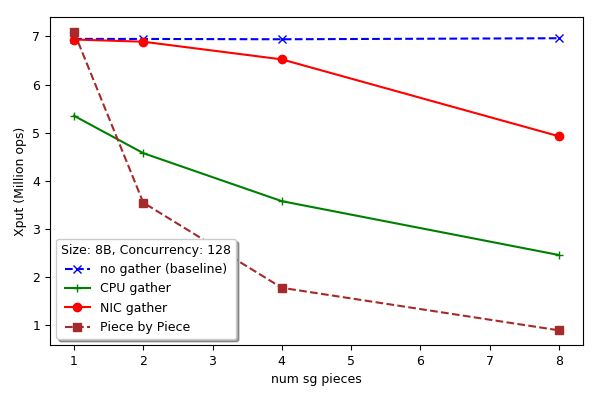 7
6
5
4
3
2
1
Xput (Million ops)
Size: 8B, Concurrency: 128
no gather (baseline)
CPU gather
NIC gather
Piece by Piece
1 2 3 4 5 6 7 8
num sg pieces